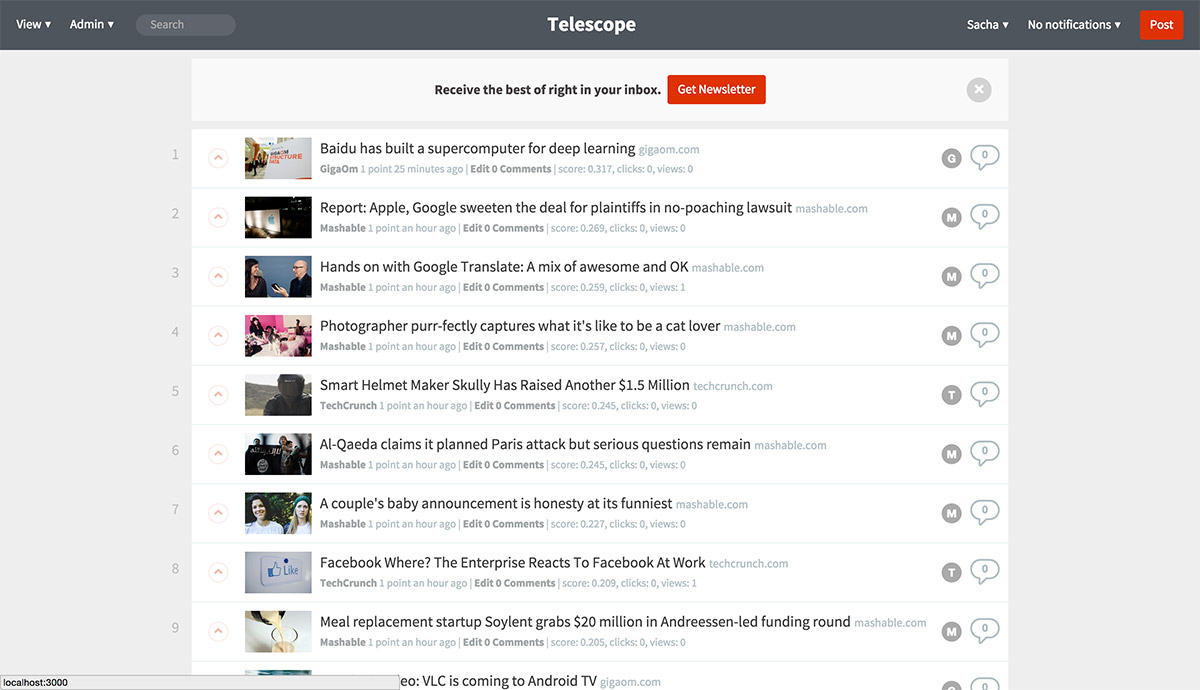 View ▾ Admin ▾ Search Telescope Sacha ▾ No notifications ▾ Post
Receive the best of right in your inbox. Get Newsletter
1 Baidu has built a supercomputer for deep learning gigaom.com G 0
GigaOm 1 point 25 minutes ago | Edit 0 Comments | score: 0.317, clicks: 0, views: 0
2 Report: Apple, Google sweeten the deal for plaintiffs in no-poaching lawsuit mashable.com M 0
Mashable 1 point an hour ago | Edit 0 Comments | score: 0.269, clicks: 0, views: 0
3 Hands on with Google Translate: A mix of awesome and OK mashable.com M 0
Mashable 1 point an hour ago | Edit 0 Comments | score: 0.259, clicks: 0, views: 1
4 Photographer purr-fectly captures what it's like to be a cat lover mashable.com M 0
Mashable 1 point an hour ago | Edit 0 Comments | score: 0.257, clicks: 0, views: 0
5 Smart Helmet Maker Skully Has Raised Another $1.5 Million techcrunch.com T 0
TechCrunch 1 point an hour ago | Edit 0 Comments | score: 0.245, clicks: 0, views: 0
6 Al-Qaeda claims it planned Paris attack but serious questions remain mashable.com M 0
Mashable 1 point an hour ago | Edit 0 Comments | score: 0.245, clicks: 0, views: 0
7 A couple's baby announcement is honesty at its funniest mashable.com M 0
Mashable 1 point an hour ago | Edit 0 Comments | score: 0.227, clicks: 0, views: 0
8 Facebook Where? The Enterprise Reacts To Facebook At Work techcrunch.com T 0
Like
TechCrunch 1 point an hour ago | Edit 0 Comments | score: 0.209, clicks: 0, views: 1
9 Meal replacement startup Soylent grabs $20 million in Andreessen-led funding round mashable.com M 0
Mashable 1 point an hour ago | Edit 0 Comments | score: 0.205, clicks: 0, views: 0
eo: VLC is coming to Android TV gigaom.com 0
localhost:3000